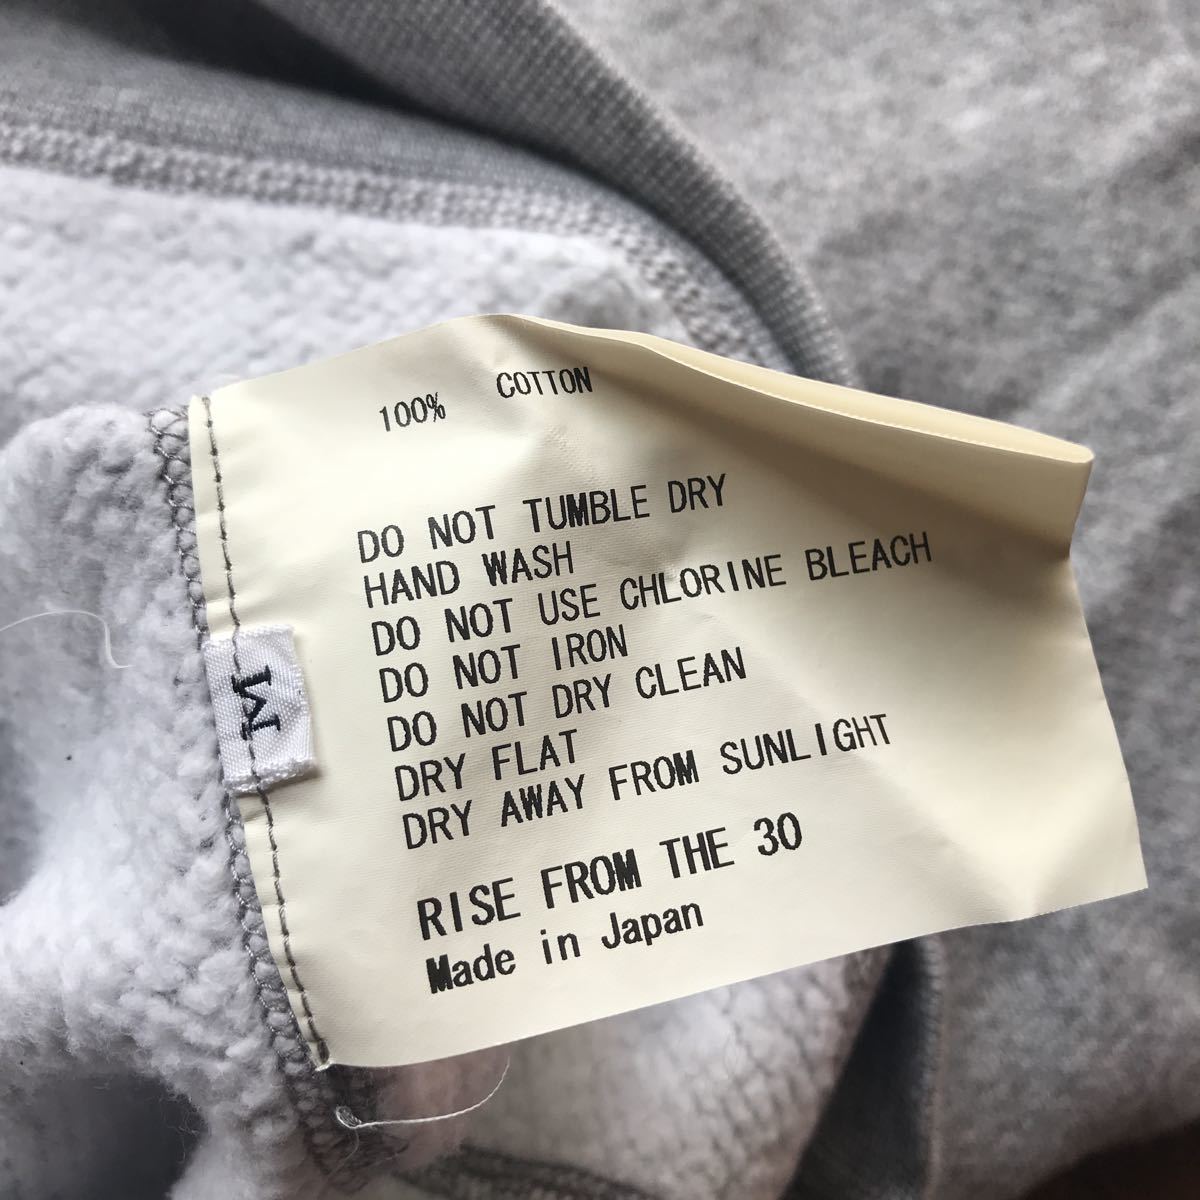 100% COTTON
DO NOT TUMBLE DRY
HAND WASH
DO NOT USE CHLORINE BLEACH
DO NOT IRON
DO NOT DRY CLEAN
DRY FLAT
DRY AWAY FROM SUNLIGHT
RISE FROM THE 30
Made in Japan
M